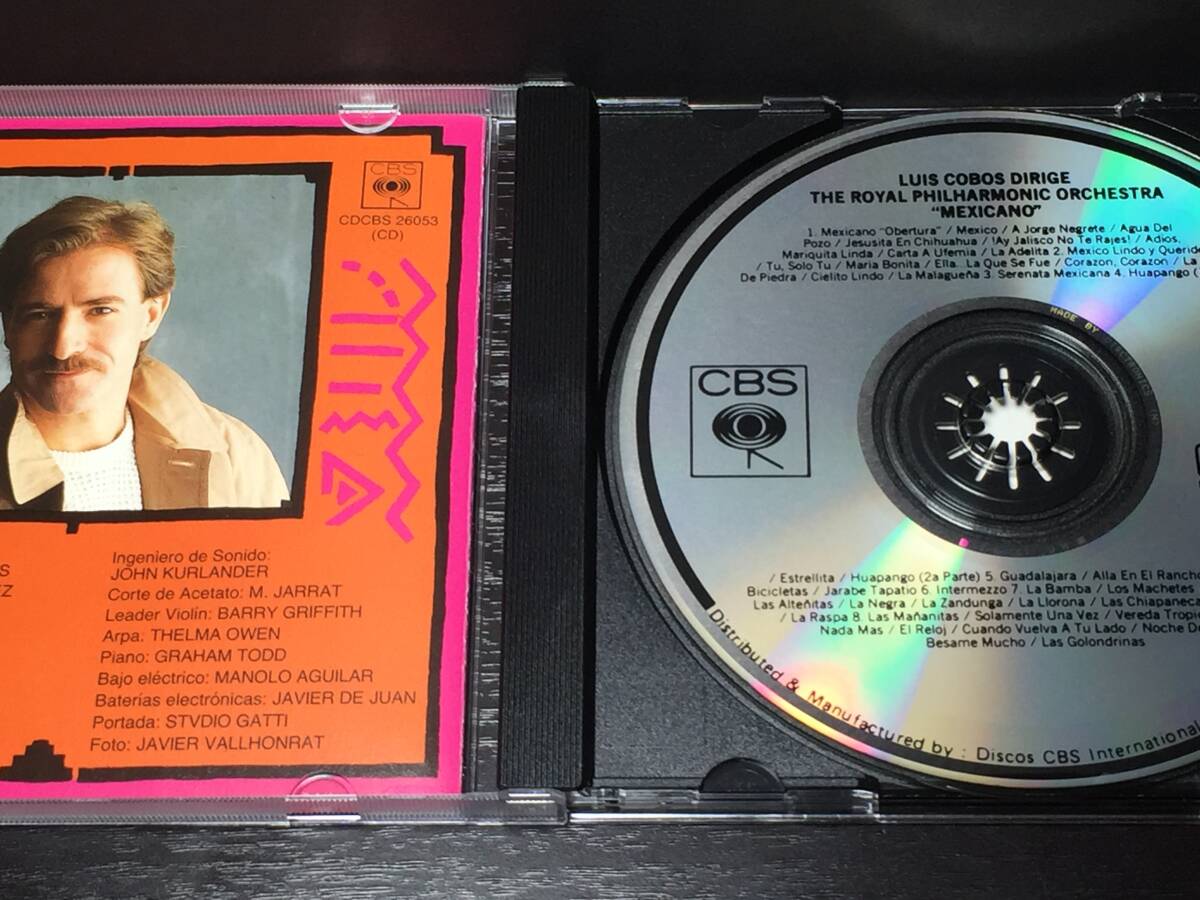 CBS
CDCBS 26053
(CD)
S
EZ
Ingeniero de Sonido:
JOHN KURLANDER
Corte de Acetato: M. JARRAT
Leader Violín: BARRY GRIFFITH
Arpa: THELMA OWEN
Piano: GRAHAM TODD
Bajo eléctrico: MANOLO AGUILAR
Baterías electrónicas: JAVIER DE JUAN
Portada: STVDIO GATTI
Foto: JAVIER VALLHONRAT
LUIS COBOS DIRIGE
THE ROYAL PHILHARMONIC ORCHESTRA
"MEXICANO"
1. Mexicano "Obertura" / Mexico / A Jorge Negrete / Agua Del
Pozo / Jesusita En Chihuahua / !Ay Jalisco No Te Rajes! / Adios,
Mariquita Linda / Carta A Ufemia / La Adelita 2. Mexico Lindo y Querido
/ Tu, Solo Tu / Maria Bonita / Ella.. La Que Se Fue / Corazon, Corazon / La
De Piedra / Cielito Lindo / La Malagueña 3. Serenata Mexicana 4. Huapango (
MADE BY
CBS
/ Estrellita / Huapango (2a Parte) 5. Guadalajara / Alla En El Rancho
Bicicletas / Jarabe Tapatio 6. Intermezzo 7. La Bamba / Los Machetes
Las Alteñitas / La Negra / La Zandunga / La Llorona / Las Chiapanec
/ La Raspa 8. Las Mañanitas / Solamente Una Vez / Vereda Tropic
Nada Mas / El Reloj / Cuando Vuelva A Tu Lado / Noche De
Besame Mucho / Las Golondrinas
Distributed & Manufactured by : Discos CBS International